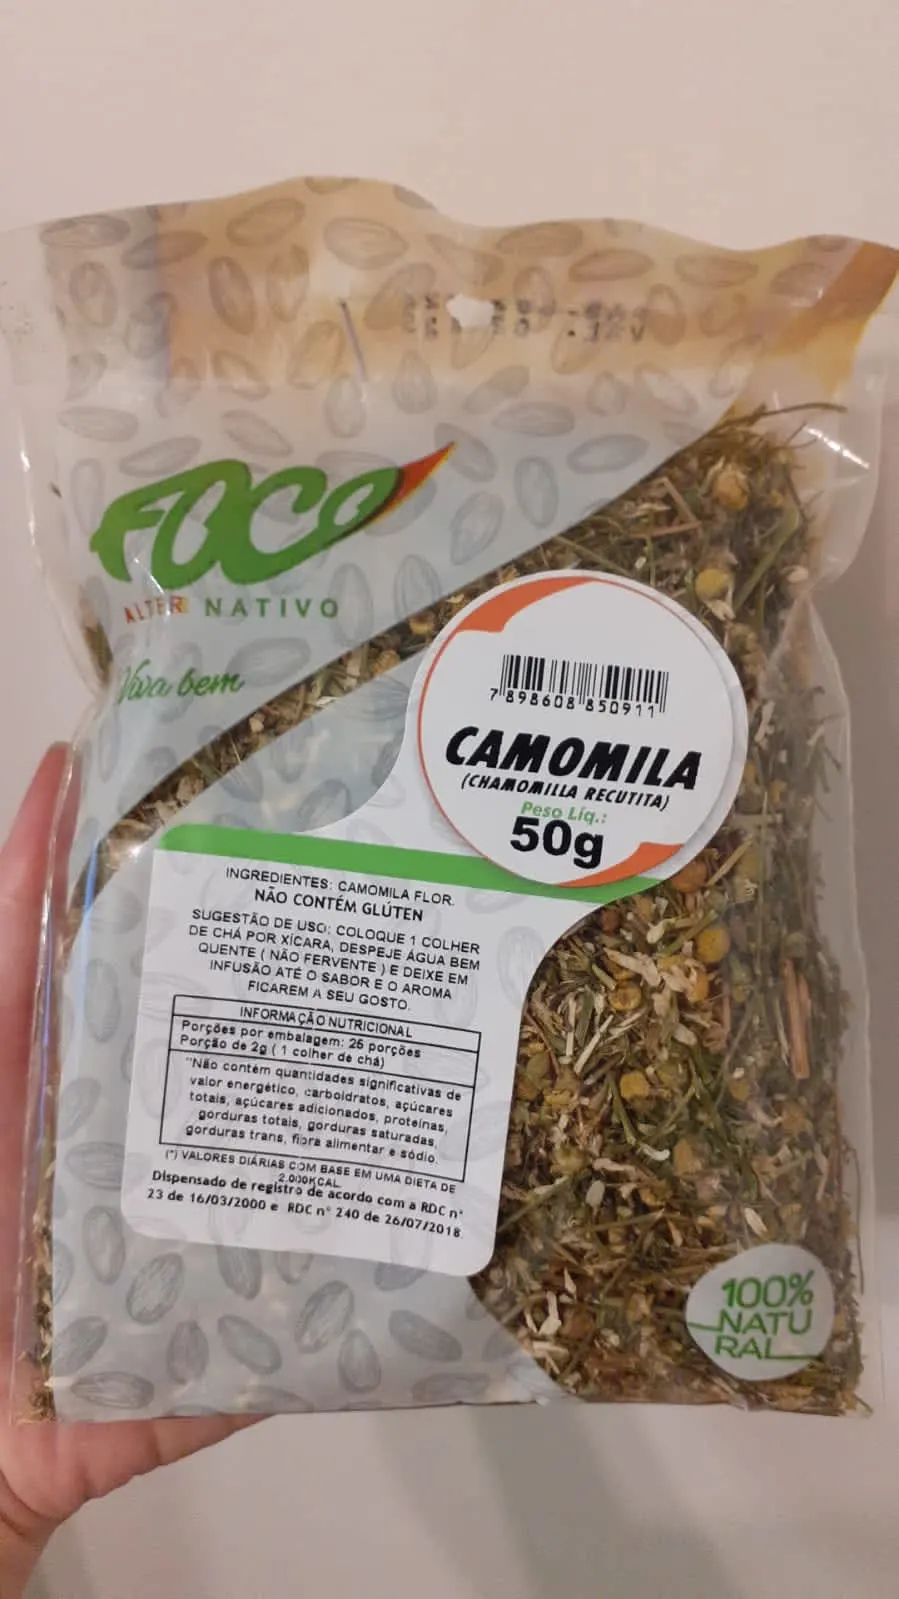 FOCO
ALTERNATIVO
Viva bem
7 898608 850911
CAMOMILA
(CHAMOMILLA RECUTITA)
Peso Líq.:
50g
INGREDIENTES: CAMOMILA FLOR.
NÃO CONTÉM GLÚTEN
SUGESTÃO DE USO: COLOQUE 1 COLHER
DE CHÁ POR XÍCARA, DESPEJE ÁGUA BEM
QUENTE ( NÃO FERVENTE ) E DEIXE EM
INFUSÃO ATÉ O SABOR E O AROMA
FICAREM A SEU GOSTO.
INFORMAÇÃO NUTRICIONAL
Porções por embalagem: 25 porções
Porção de 2g ( 1 colher de chá)
"Não contém quantidades significativas de
valor energético, carboidratos, açúcares
totais, açúcares adicionados, proteínas,
gorduras totais, gorduras saturadas,
gorduras trans, fibra alimentar e sódio.
(*) VALORES DIÁRIAS COM BASE EM UMA DIETA DE
2.000KCAL.
Dispensado de registro de acordo com a RDC n°
23 de 16/03/2000 e RDC n° 240 de 26/07/2018.
100%
NATU
RAL